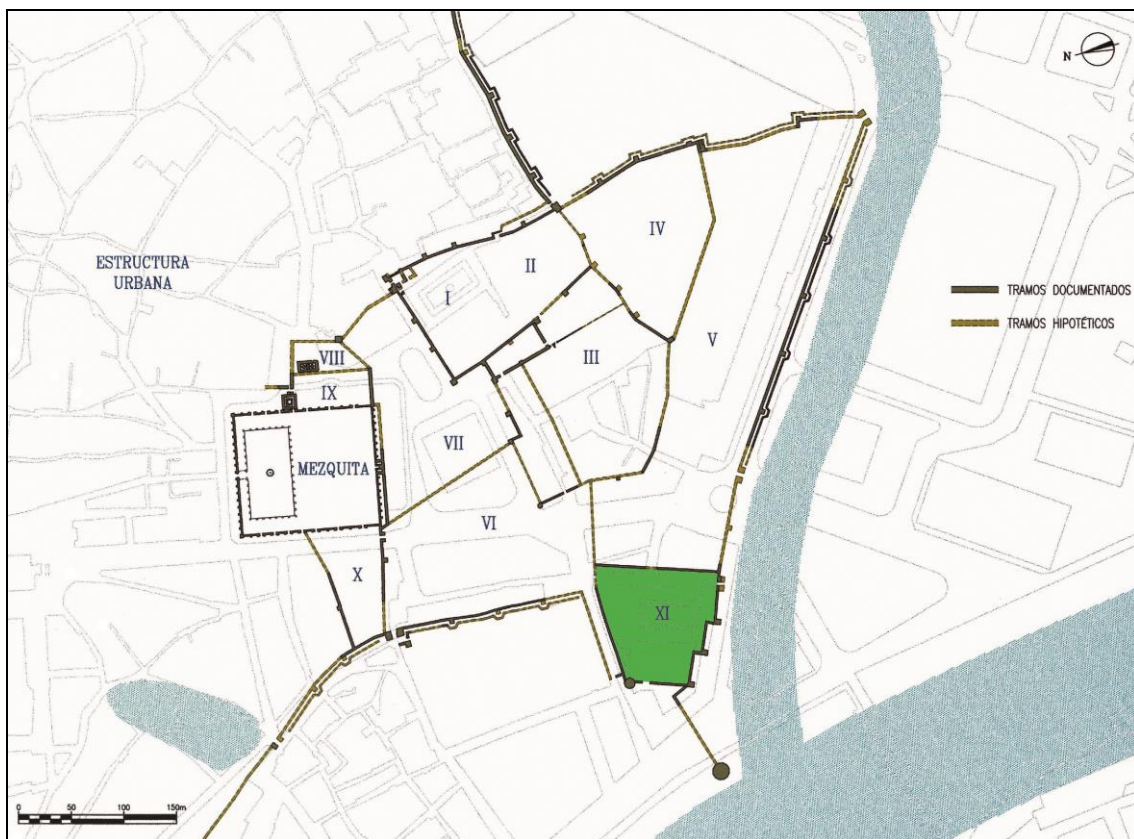 N
ESTRUCTURA
URBANA
IV
II
I
TRAMOS DOCUMENTADOS
TRAMOS HIPOTÉTICOS
V
III
VIII
IX
VII
MEZQUITA
VI
X
XI
0 50 100 150m